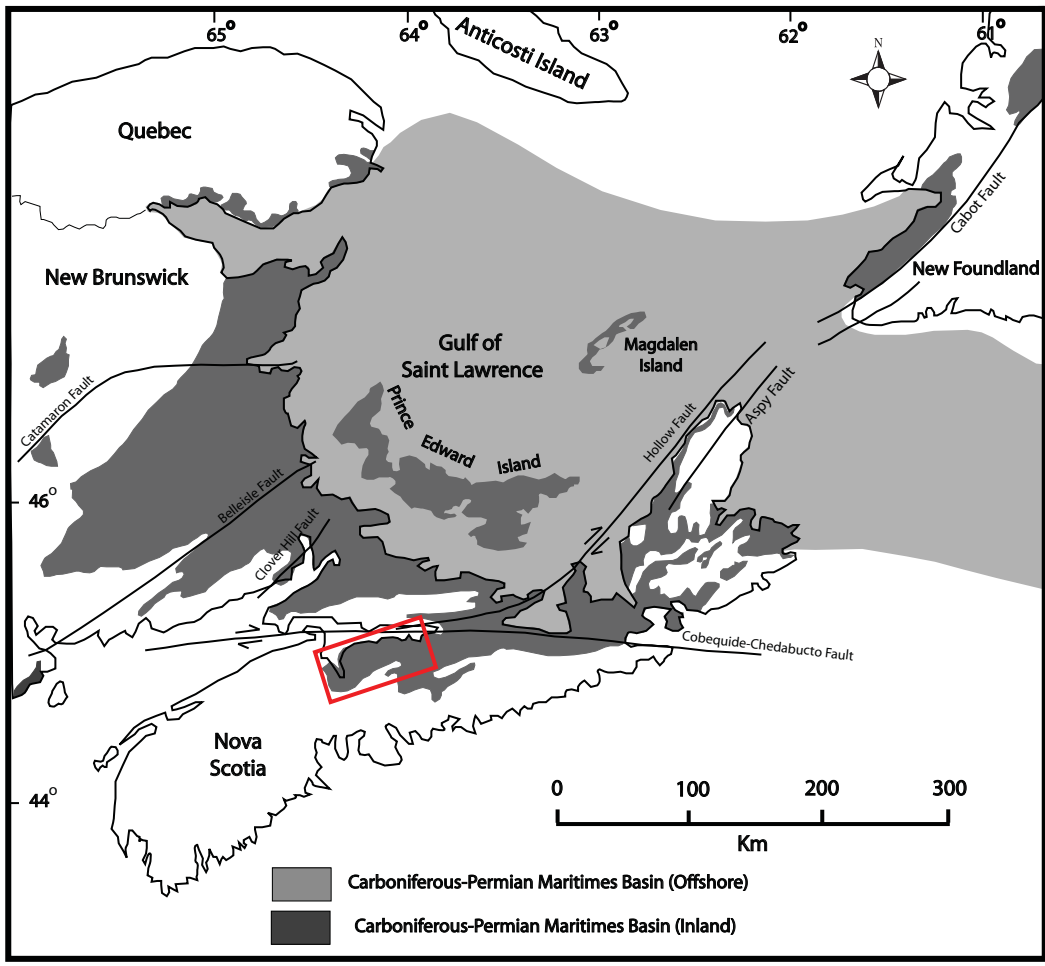 65°
64°
63°
62°
61°
Anticosti Island
N
Quebec
Cabot Fault
New Brunswick
New Foundland
Gulf of
Saint Lawrence
Magdalen
Island
Catamaron Fault
Prince
Edward
Island
Hollow Fault
Aspy Fault
46°
Belleisle Fault
Clover Hill Fault
Cobequide-Chedabucto Fault
Nova
Scotia
44°
0
100
200
300
Km
Carboniferous-Permian Maritimes Basin (Offshore)
Carboniferous-Permian Maritimes Basin (Inland)